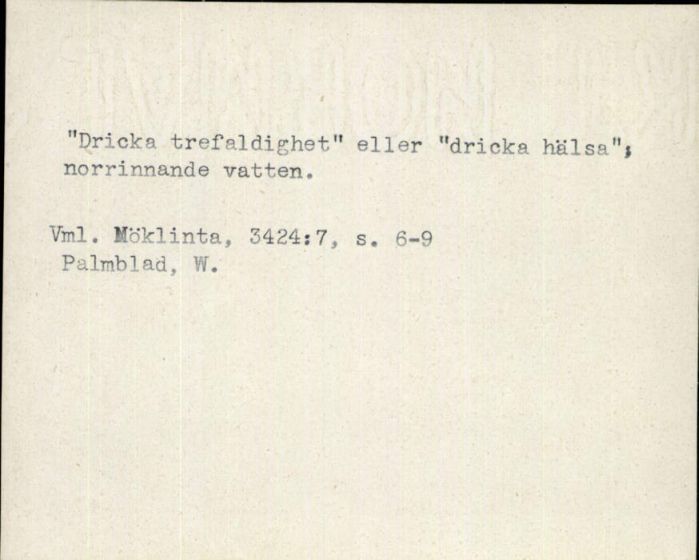 "Dricka trefaldighet" eller "dricka hälsa";
norrinnande vatten.
Vml. Möklinta, 3424:7, s. 6-9
Palmblad, W.